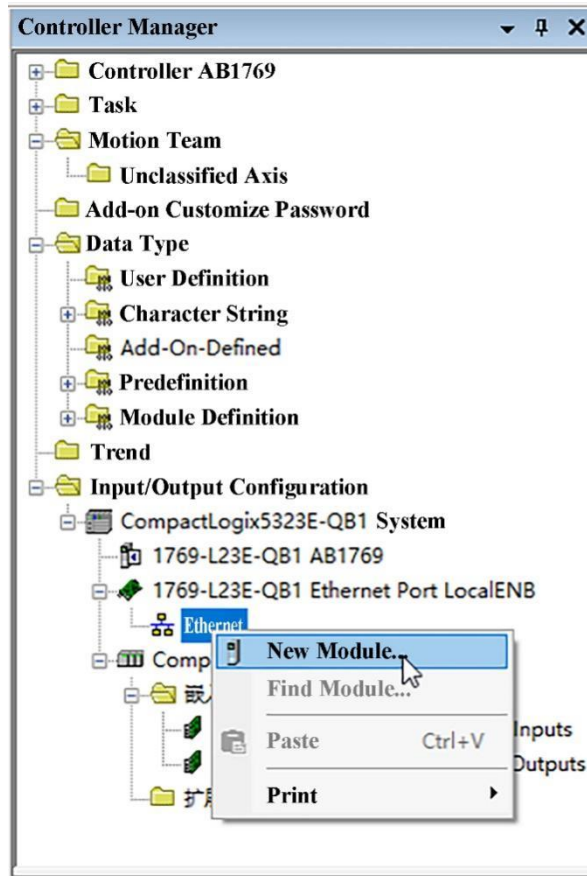 Controller Manager
Controller AB1769
Task
Motion Team
Unclassified Axis
Add-on Customize Password
Data Type
User Definition
Character String
Add-On-Defined
Predefinition
Module Definition
Trend
Input/Output Configuration
CompactLogix5323E-QB1 System
1769-L23E-QB1 AB1769
1769-L23E-QB1 Ethernet Port LocalENB
Ethernet
New Module...
Comp
Find Module...
嵌
Paste Ctrl+V
Inputs
Outputs
Print
扩